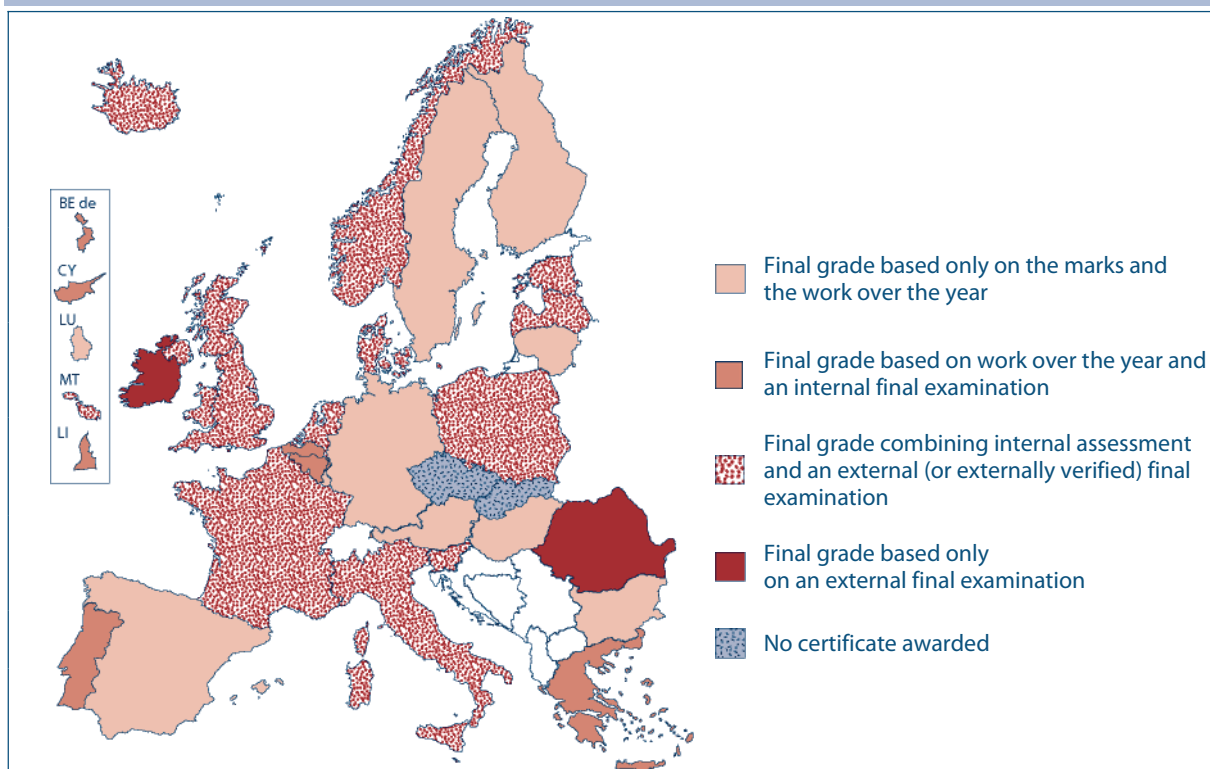 BE de
CY
LU
MT
LI
Final grade based only on the marks and
the work over the year
Final grade based on work over the year and
an internal final examination
Final grade combining internal assessment
and an external (or externally verified) final
examination
Final grade based only
on an external final examination
No certificate awarded